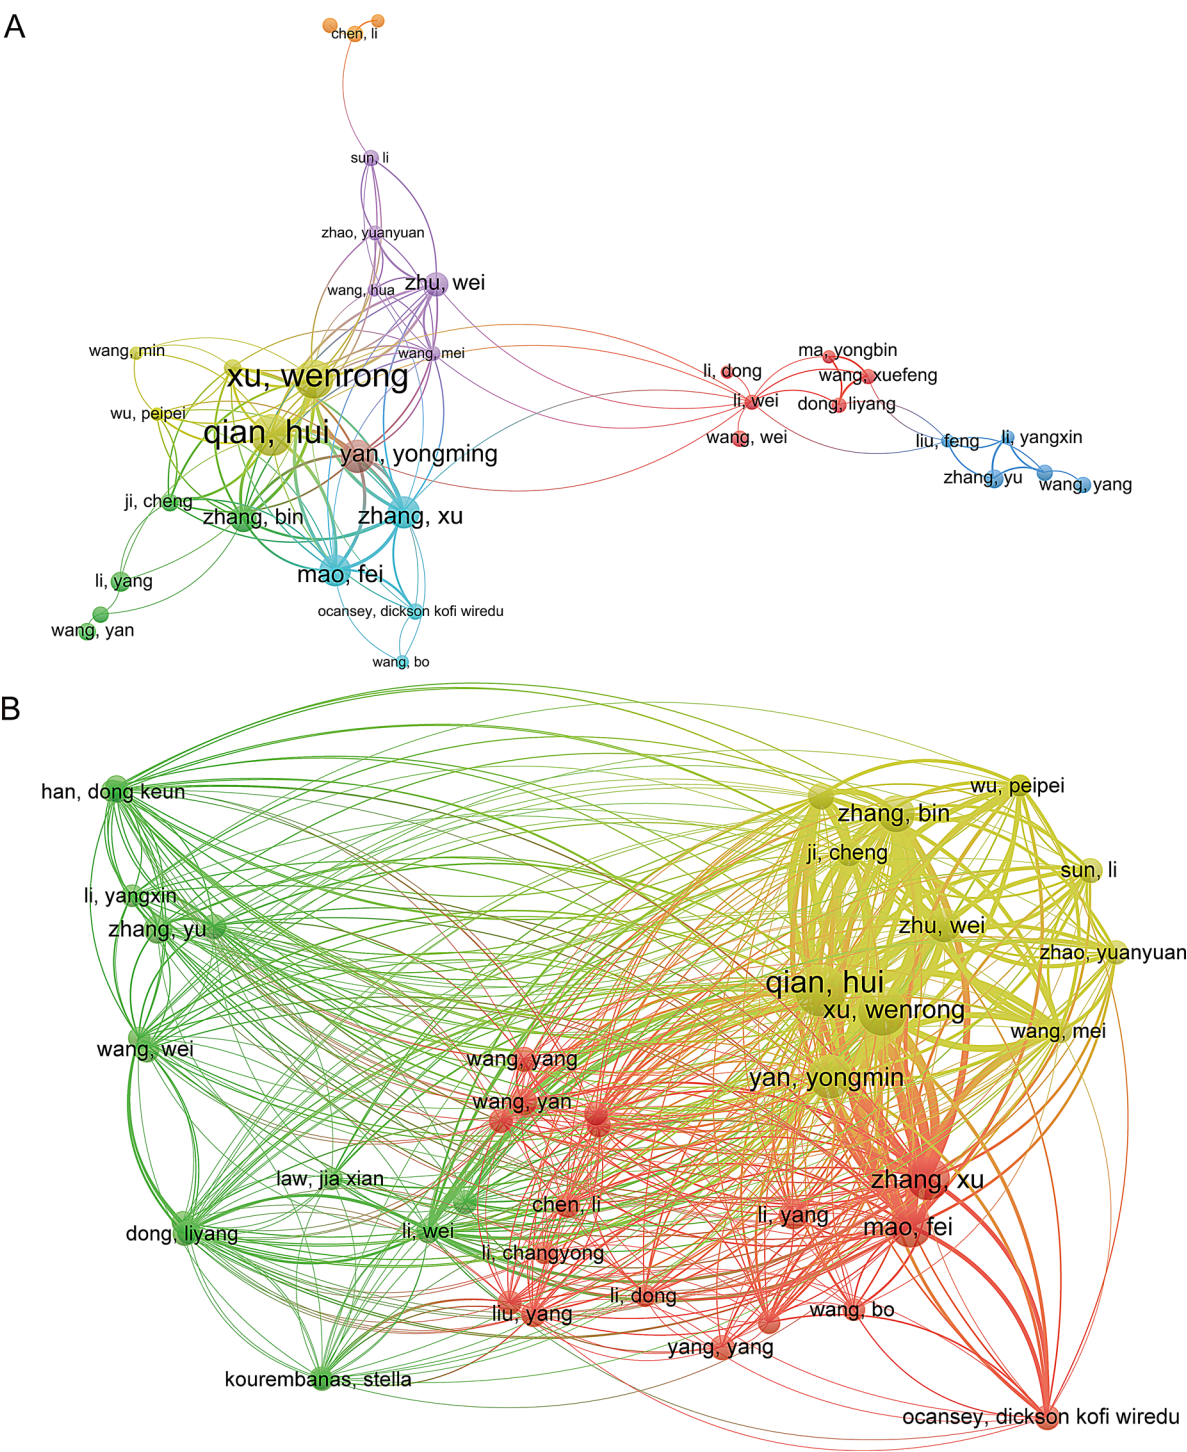 A
chen, li
sun, li
zhao, yuanyuan
wang, hua
zhu, wei
wang, min
wang, mei
xu, wenrong
wu, peipei
qian, hui
yan, yongming
ji, cheng
zhang, bin
zhang, xu
li, yang
mao, fei
wang, yan
ocansey, dickson kofi wiredu
wang, bo
ma, yongbin
li, dong
wang, xuefeng
li, wei
dong, liyang
wang, wei
liu, feng
li, yangxin
zhang, yu
wang, yang
B
han, dong keun
wu, peipei
zhang, bin
ji, cheng
sun, li
li, yangxin
zhang, yu
zhu, wei
zhao, yuanyuan
qian, hui
xu, wenrong
wang, mei
wang, wei
wang, yang
yan, yongmin
wang, yan
law, jia xian
zhang, xu
chen, li
li, yang
dong, liyang
li, wei
mao, fei
li, changyong
li, dong
liu, yang
wang, bo
yang, yang
kourembanas, stella
ocansey, dickson kofi wiredu